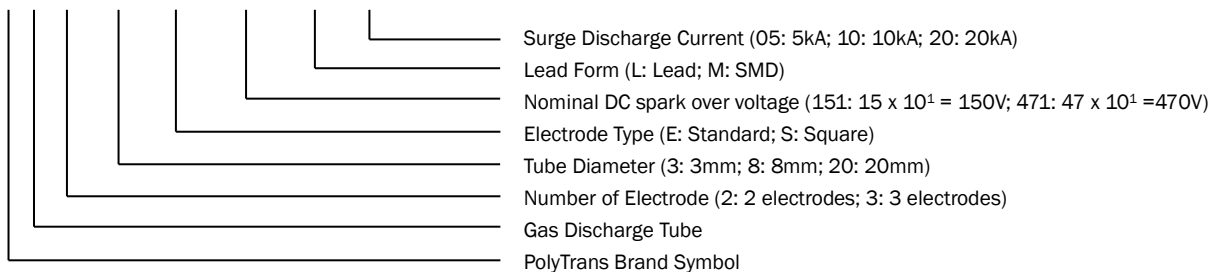 Surge Discharge Current (05: 5kA; 10: 10kA; 20: 20kA)
Lead Form (L: Lead; M: SMD)
Nominal DC spark over voltage (151: 15 x 10¹ = 150V; 471: 47 x 10¹ =470V)
Electrode Type (E: Standard; S: Square)
Tube Diameter (3: 3mm; 8: 8mm; 20: 20mm)
Number of Electrode (2: 2 electrodes; 3: 3 electrodes)
Gas Discharge Tube
PolyTrans Brand Symbol